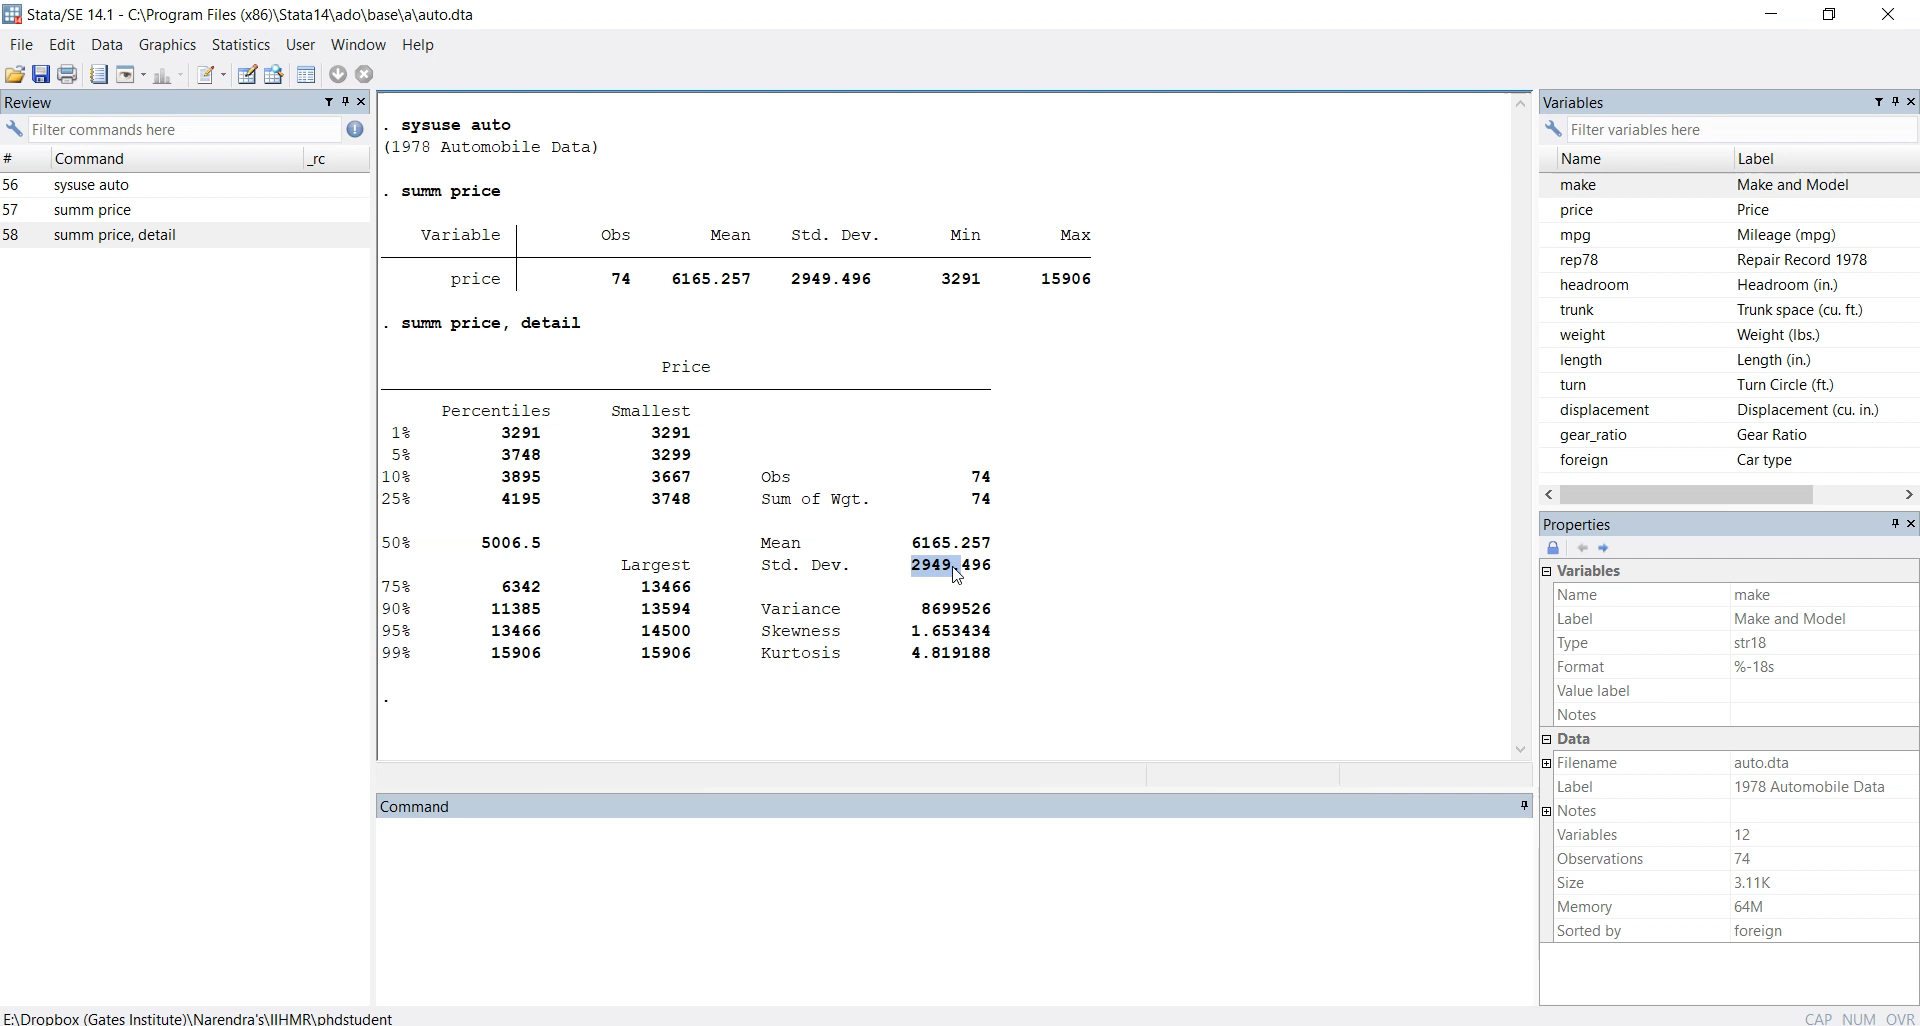 Stata/SE 14.1 - C:\Program Files (x86)\Stata14\ado\base\a\auto.dta
File Edit Data Graphics Statistics User Window Help
Review
Filter commands here
# Command _rc
56 sysuse auto
57 summ price
58 summ price, detail
. sysuse auto
(1978 Automobile Data)
. summ price
Variable Obs Mean Std. Dev. Min Max
price 74 6165.257 2949.496 3291 15906
. summ price, detail
Price
Percentiles Smallest
1% 3291 3291
5% 3748 3299
10% 3895 3667 Obs 74
25% 4195 3748 Sum of Wgt. 74
50% 5006.5 Mean 6165.257
Largest Std. Dev. 2949.496
75% 6342 13466
90% 11385 13594 Variance 8699526
95% 13466 14500 Skewness 1.653434
99% 15906 15906 Kurtosis 4.819188
.
Command
Variables
Filter variables here
Name Label
make Make and Model
price Price
mpg Mileage (mpg)
rep78 Repair Record 1978
headroom Headroom (in.)
trunk Trunk space (cu. ft.)
weight Weight (lbs.)
length Length (in.)
turn Turn Circle (ft.)
displacement Displacement (cu. in.)
gear_ratio Gear Ratio
foreign Car type
Properties
Variables
Name make
Label Make and Model
Type str18
Format %-18s
Value label
Notes
Data
Filename auto.dta
Label 1978 Automobile Data
Notes
Variables 12
Observations 74
Size 3.11K
Memory 64M
Sorted by foreign
E:\Dropbox (Gates Institute)\Narendra's\IIHMR\phdstudent
CAP NUM OVR